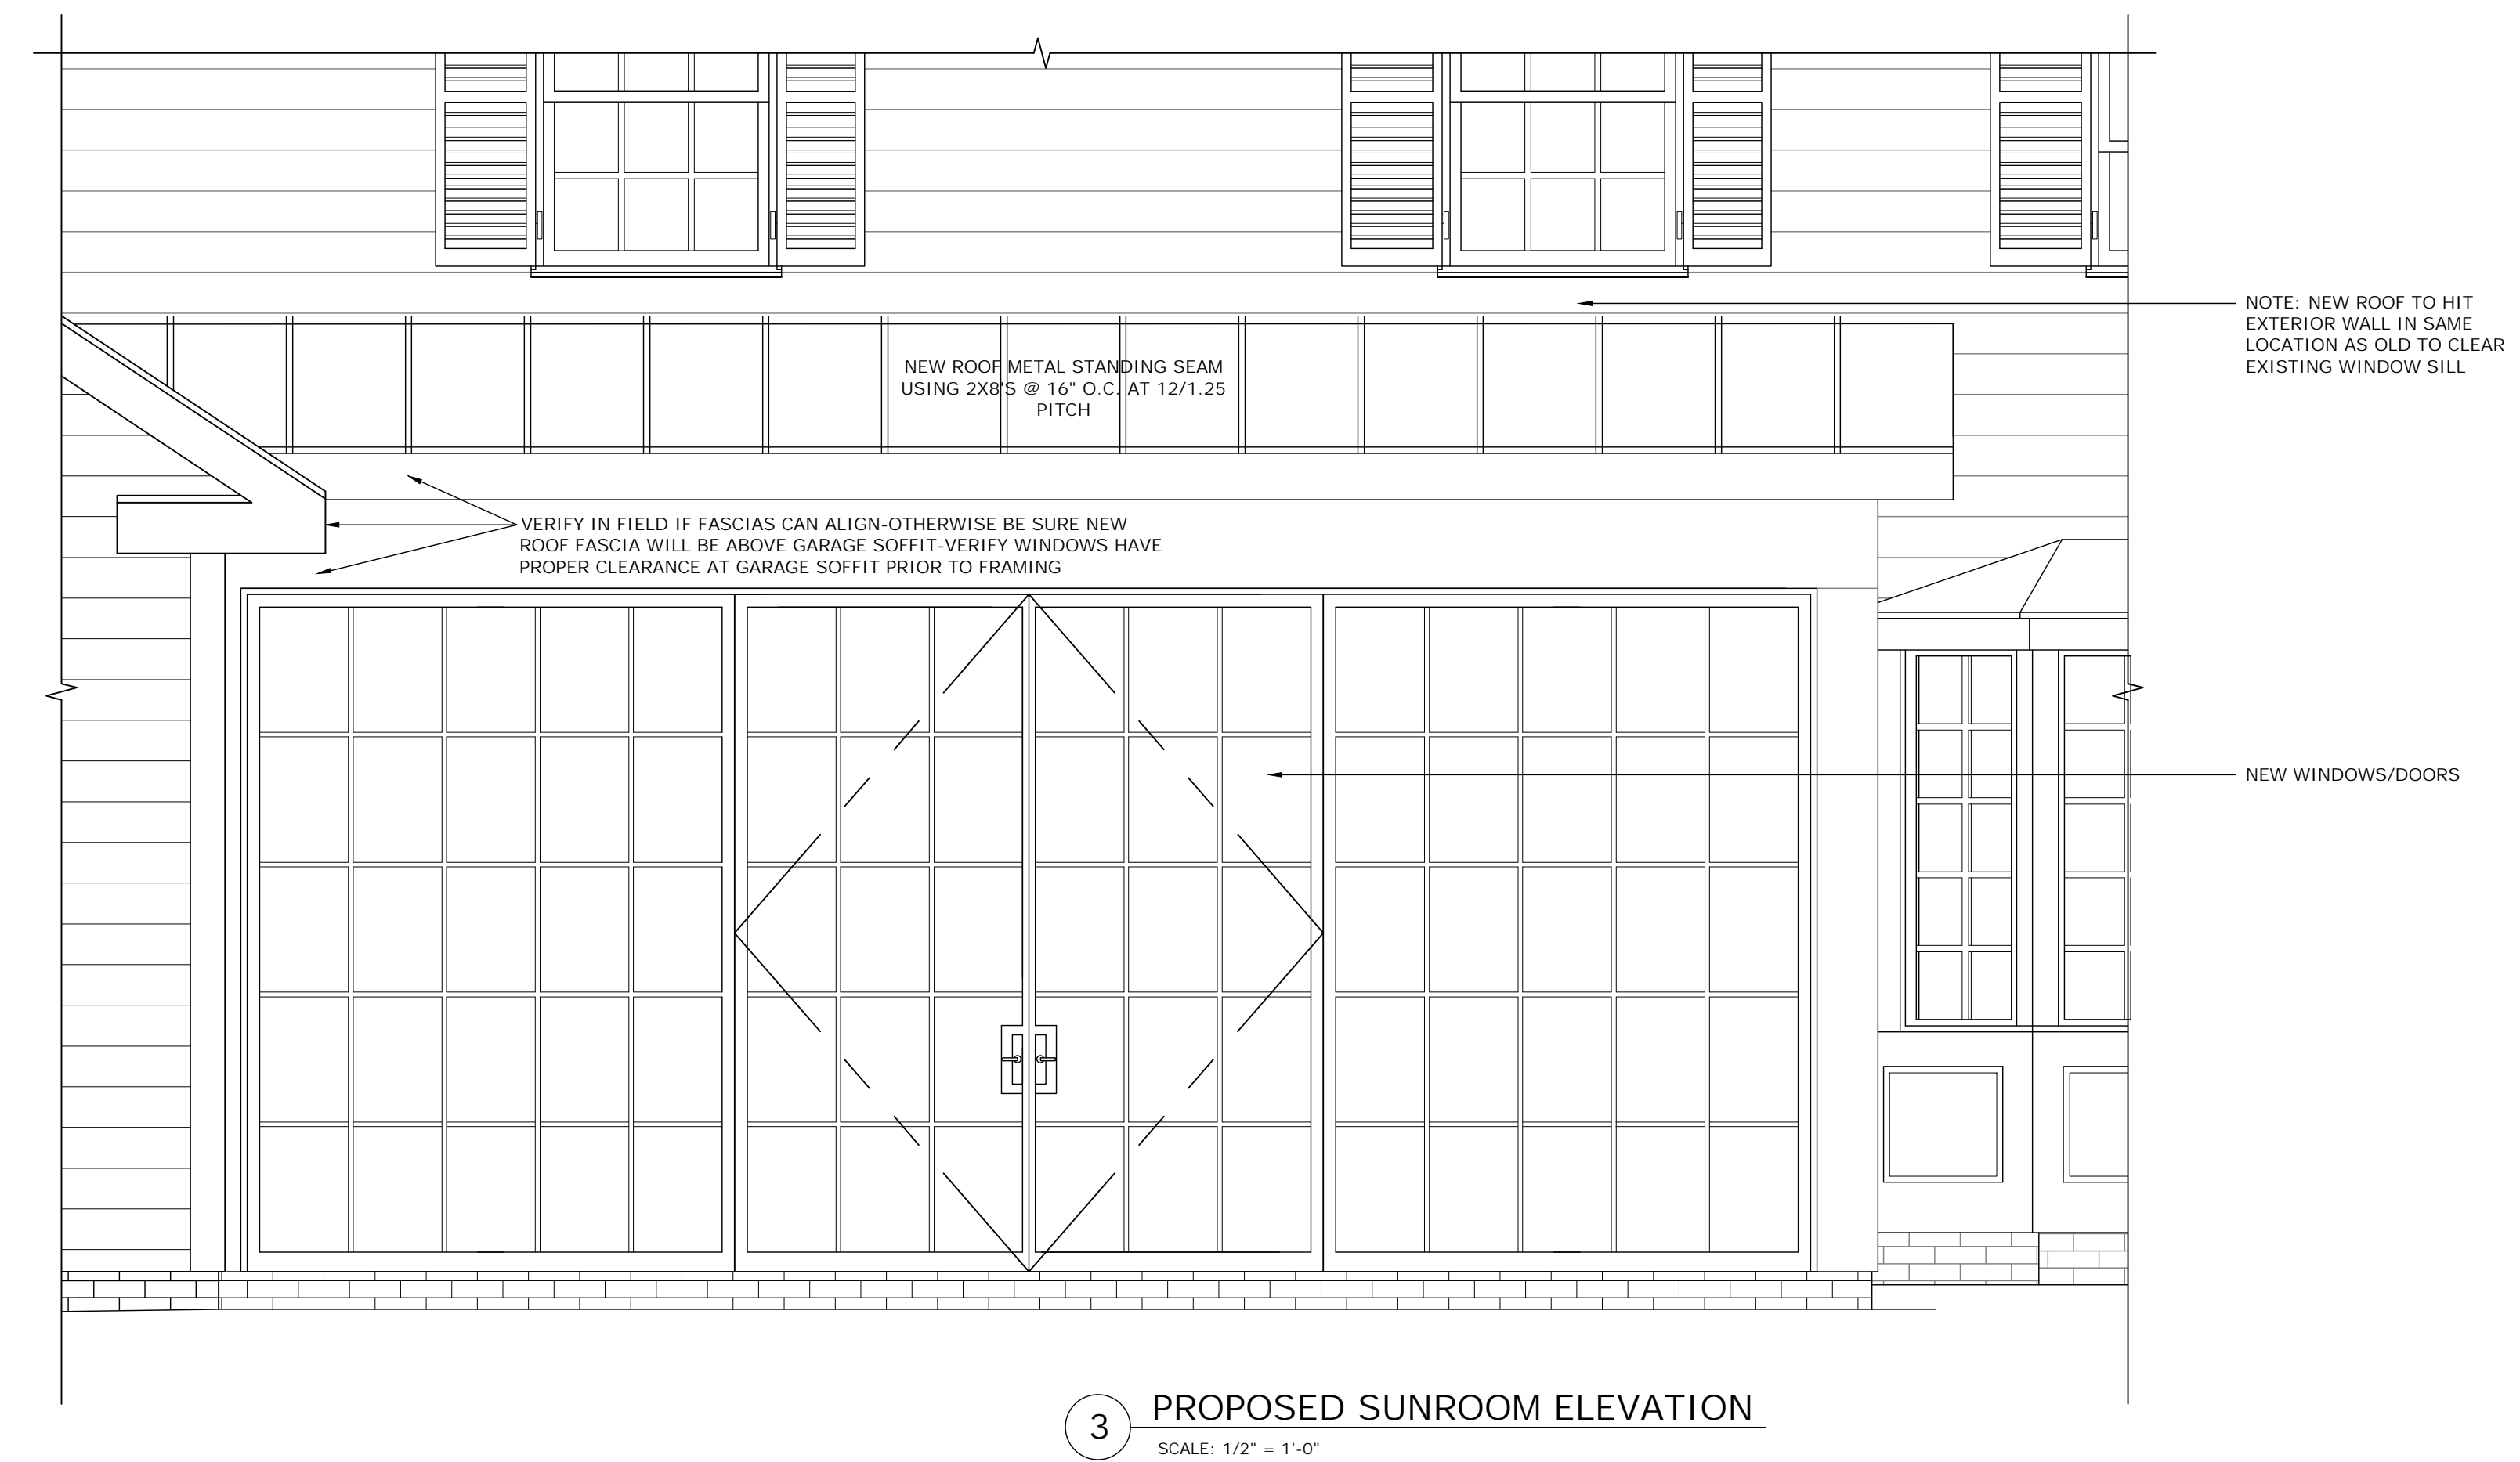 NOTE: NEW ROOF TO HIT
EXTERIOR WALL IN SAME
LOCATION AS OLD TO CLEAR
EXISTING WINDOW SILL
NEW ROOF METAL STANDING SEAM
USING 2X8'S @ 16" O.C. AT 12/1.25
PITCH
VERIFY IN FIELD IF FASCIAS CAN ALIGN-OTHERWISE BE SURE NEW
ROOF FASCIA WILL BE ABOVE GARAGE SOFFIT-VERIFY WINDOWS HAVE
PROPER CLEARANCE AT GARAGE SOFFIT PRIOR TO FRAMING
NEW WINDOWS/DOORS
3
PROPOSED SUNROOM ELEVATION
SCALE: 1/2" = 1'-0"